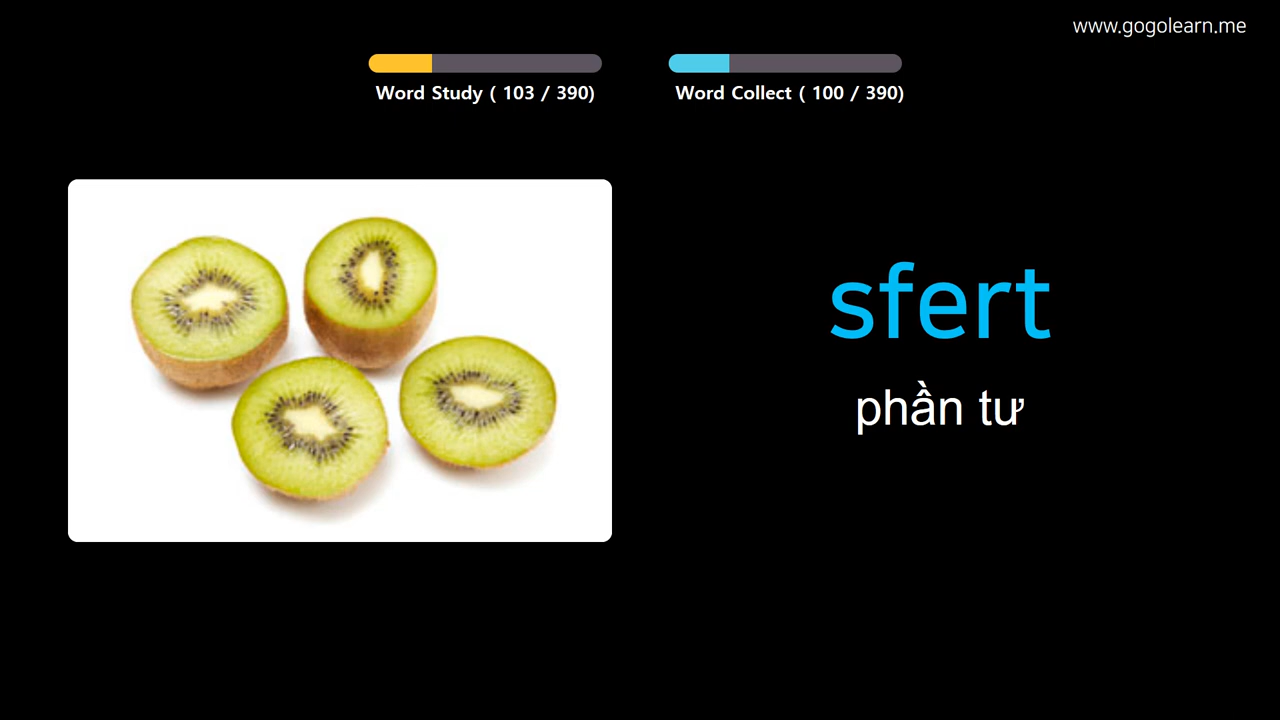 www.gogolearn.me
Word Study ( 103 / 390)
Word Collect ( 100 / 390)
sfert
phần tư